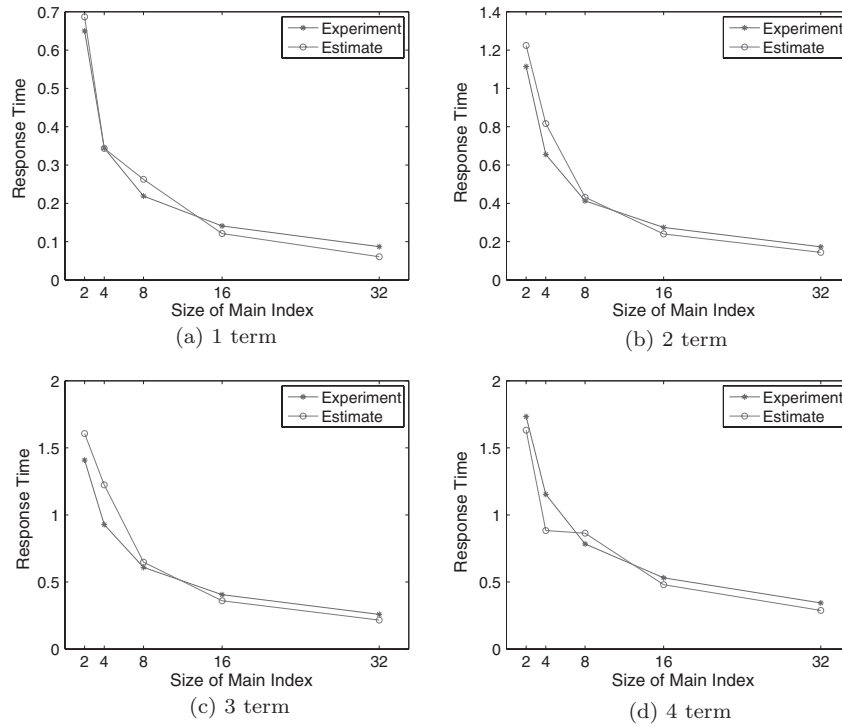 0.7
0.6
0.5
0.4
0.3
0.2
0.1
0
Response Time
2 4 8 16 32
Size of Main Index
Experiment
Estimate
(a) 1 term
1.4
1.2
1
0.8
0.6
0.4
0.2
0
Response Time
2 4 8 16 32
Size of Main Index
Experiment
Estimate
(b) 2 term
2
1.5
1
0.5
0
Response Time
2 4 8 16 32
Size of Main Index
Experiment
Estimate
(c) 3 term
2
1.5
1
0.5
0
Response Time
2 4 8 16 32
Size of Main Index
Experiment
Estimate
(d) 4 term